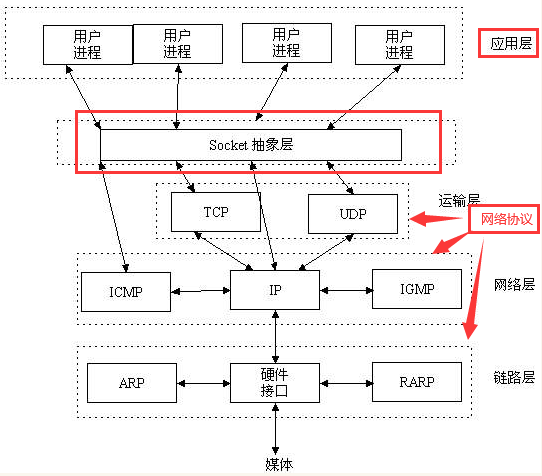 用户
进程
用户
进程
用户
进程
用户
进程
应用层
Socket 抽象层
TCP
UDP
运输层
网络协议
ICMP
IP
IGMP
网络层
ARP
硬件
接口
RARP
链路层
媒体